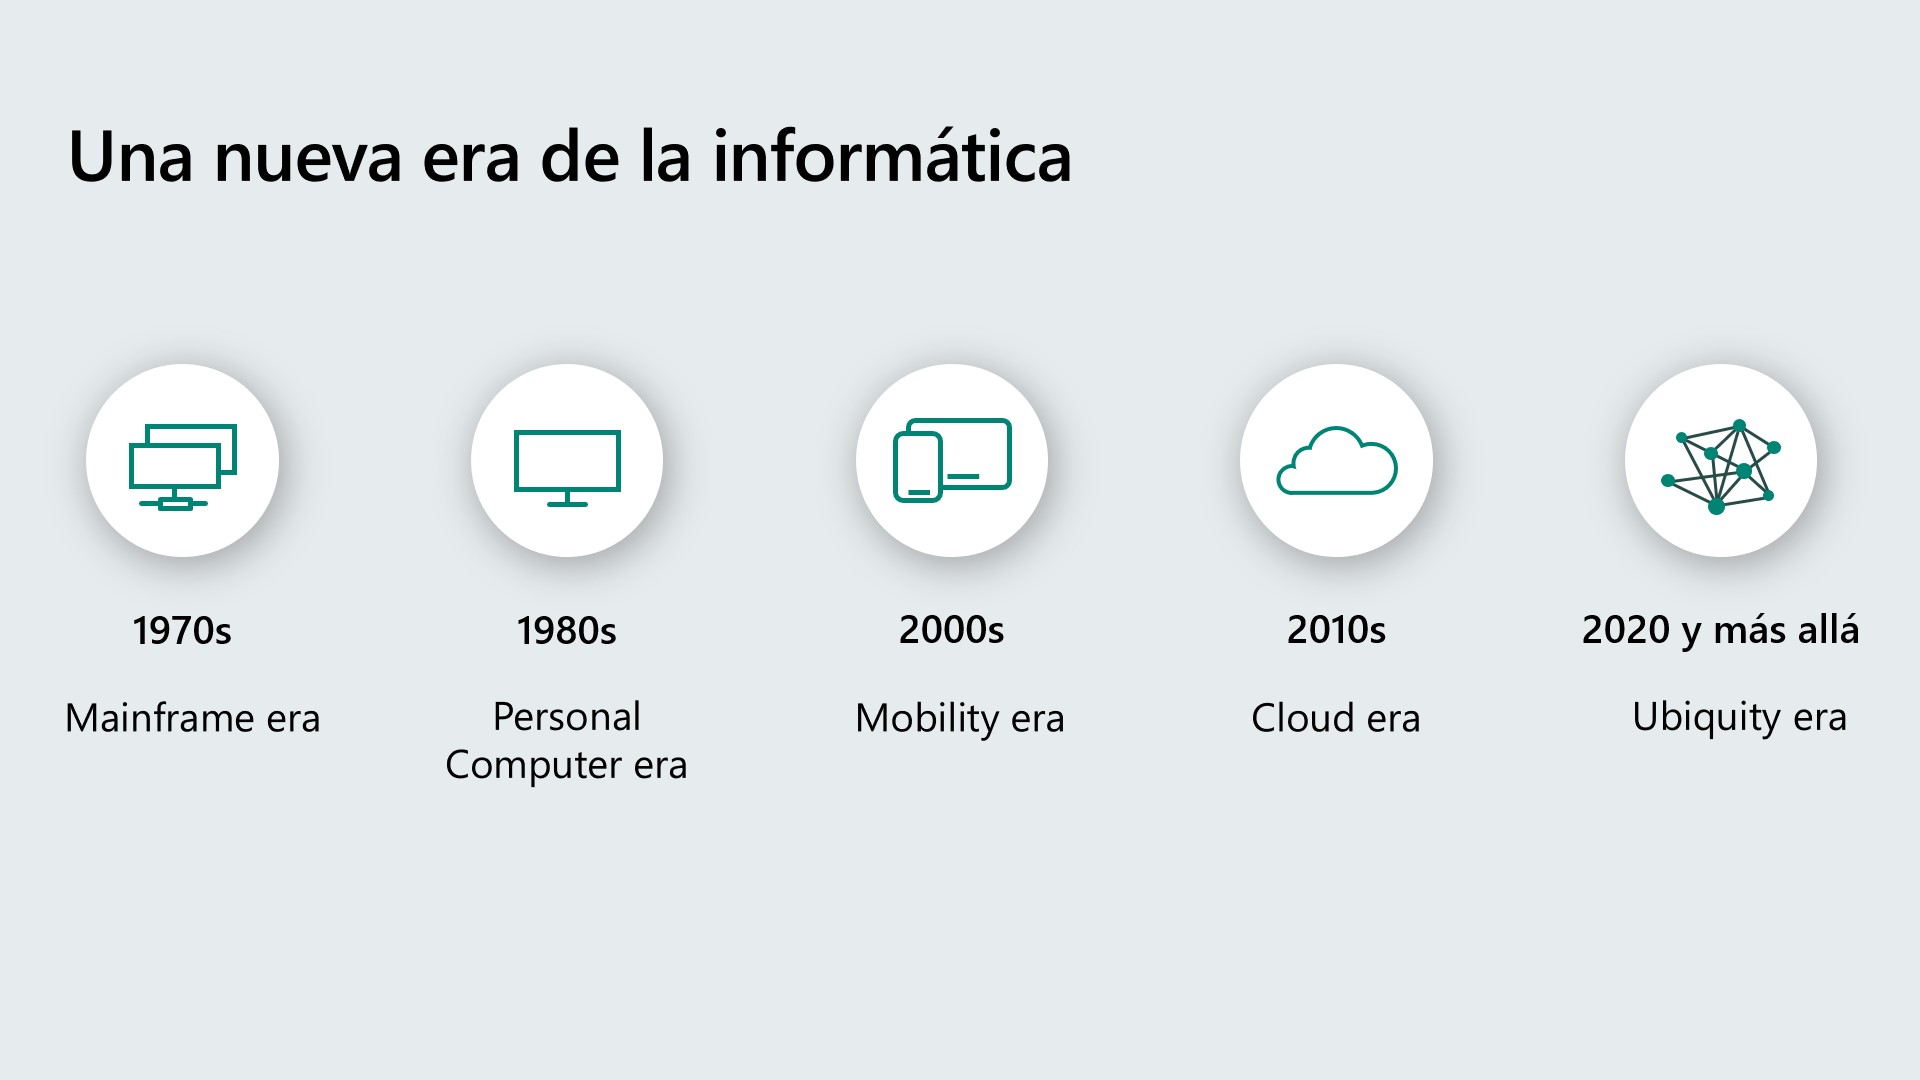 Una nueva era de la informática
1970s
Mainframe era
1980s
Personal
Computer era
2000s
Mobility era
2010s
Cloud era
2020 y más allá
Ubiquity era